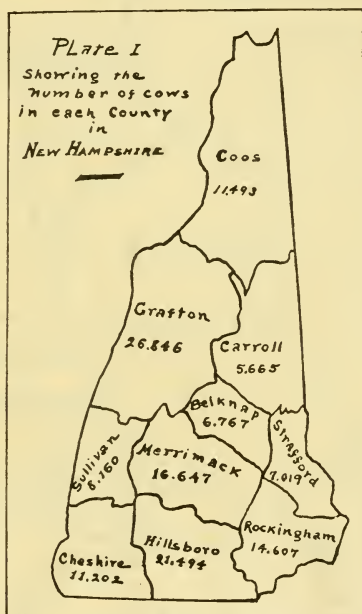 PLate I
Showing the
number of cows
in each County
in
NEW HAMPSHIRE
Coos
11.493
Grafton
26.846
Carroll
5.665
Belknap
6.767
Strafford
7.019
Sullivan
8.160
Merrimack
16.647
Rockingham
14.607
Hillsboro
21.494
Cheshire
11.202